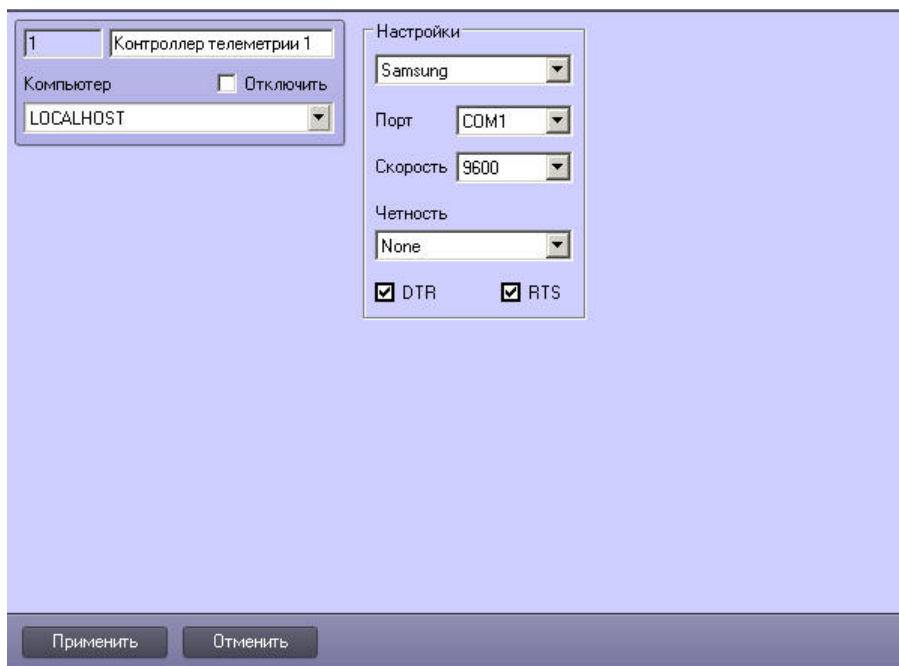 1 Контроллер телеметрии 1
Компьютер Отключить
LOCALHOST
Настройки
Samsung
Порт COM1
Скорость 9600
Четность
None
DTR RTS
Применить Отменить